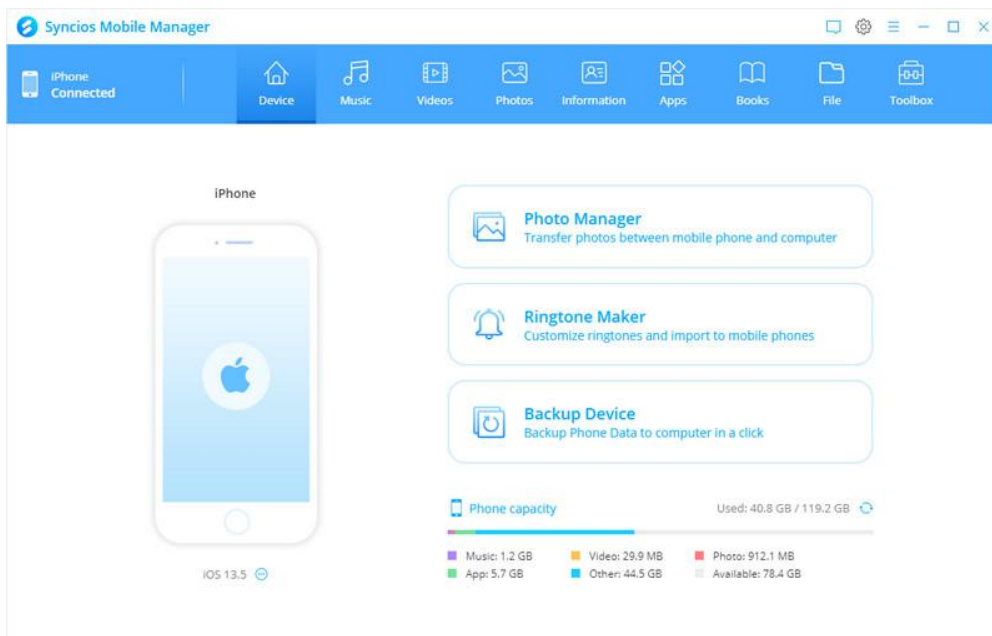 Syncios Mobile Manager
iPhone
Connected
Device
Music
Videos
Photos
Information
Apps
Books
File
Toolbox
iPhone
Photo Manager
Transfer photos between mobile phone and computer
Ringtone Maker
Customize ringtones and import to mobile phones
Backup Device
Backup Phone Data to computer in a click
Phone capacity
Used: 40.8 GB / 119.2 GB
Music: 1.2 GB
Video: 29.9 MB
Photo: 912.1 MB
App: 5.7 GB
Other: 44.5 GB
Available: 78.4 GB
iOS 13.5